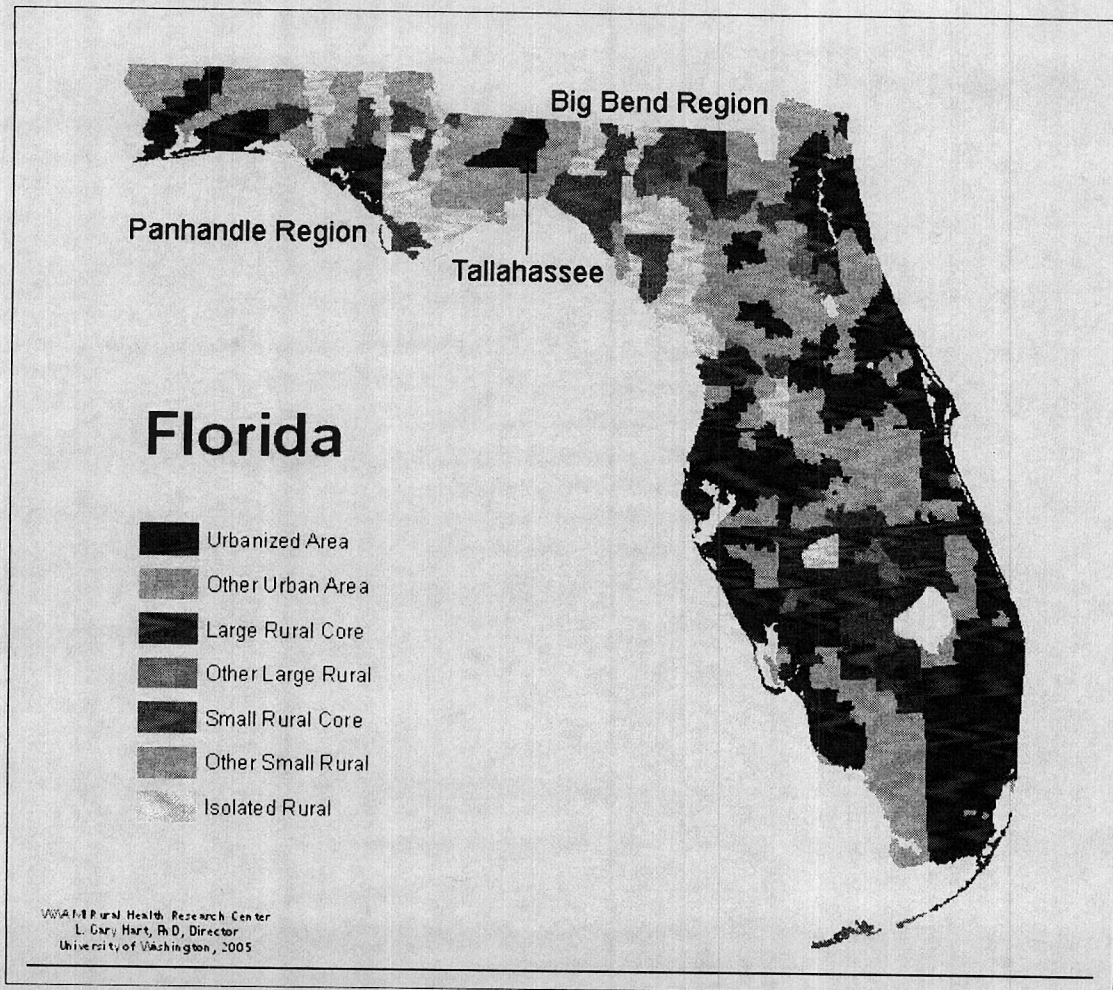 Big Bend Region
Panhandle Region
Tallahassee
Florida
Urbanized Area
Other Urban Area
Large Rural Core
Other Large Rural
Small Rural Core
Other Small Rural
Isolated Rural
WWAMI Rural Health Research Center
L. Gary Hart, PhD, Director
University of Washington, 2005